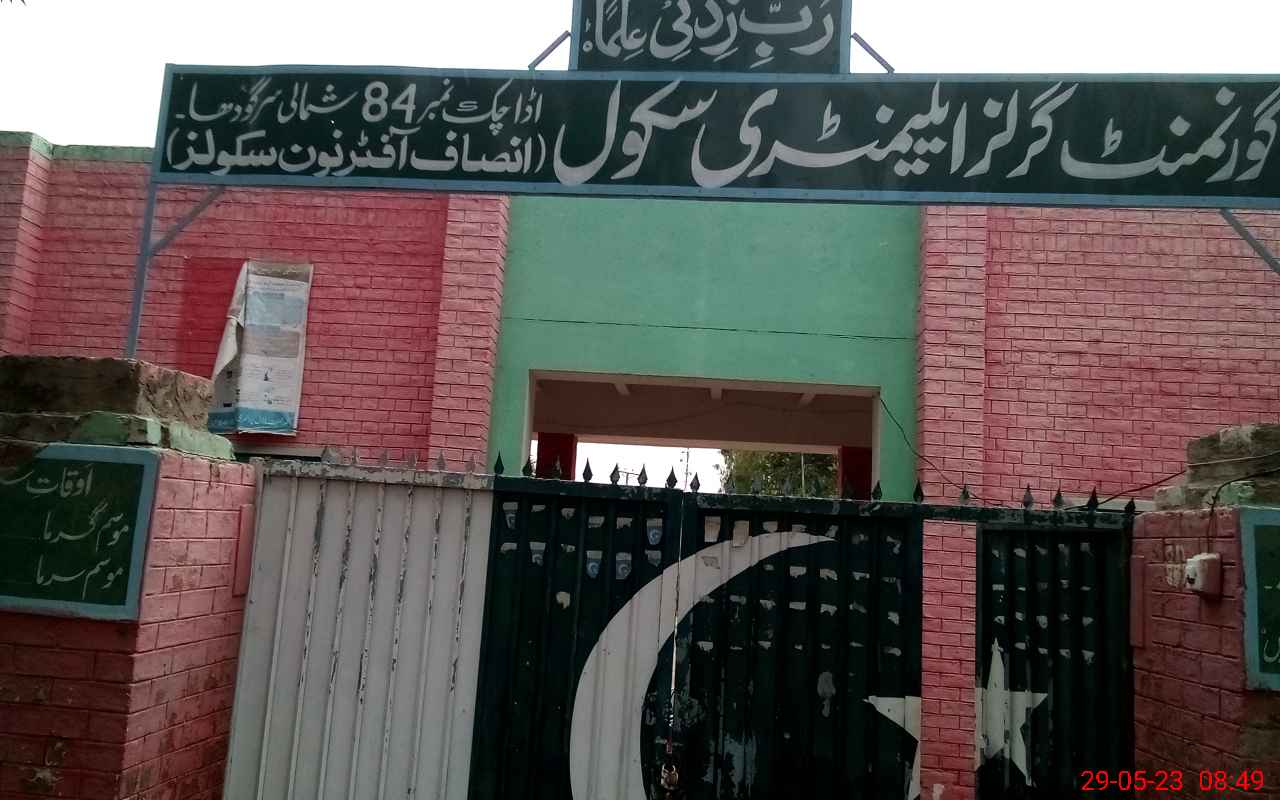 رَبِّ زِدْنِی عِلْمًا
گورنمنٹ گرلز ایلیمنٹری سکول
اڈا چک نمبر 84 شمالی سرگودھا۔
(انصاف آفٹرنون سکولز)
اَوقات
موسم گرما
موسم سرما
29-05-23 08:49